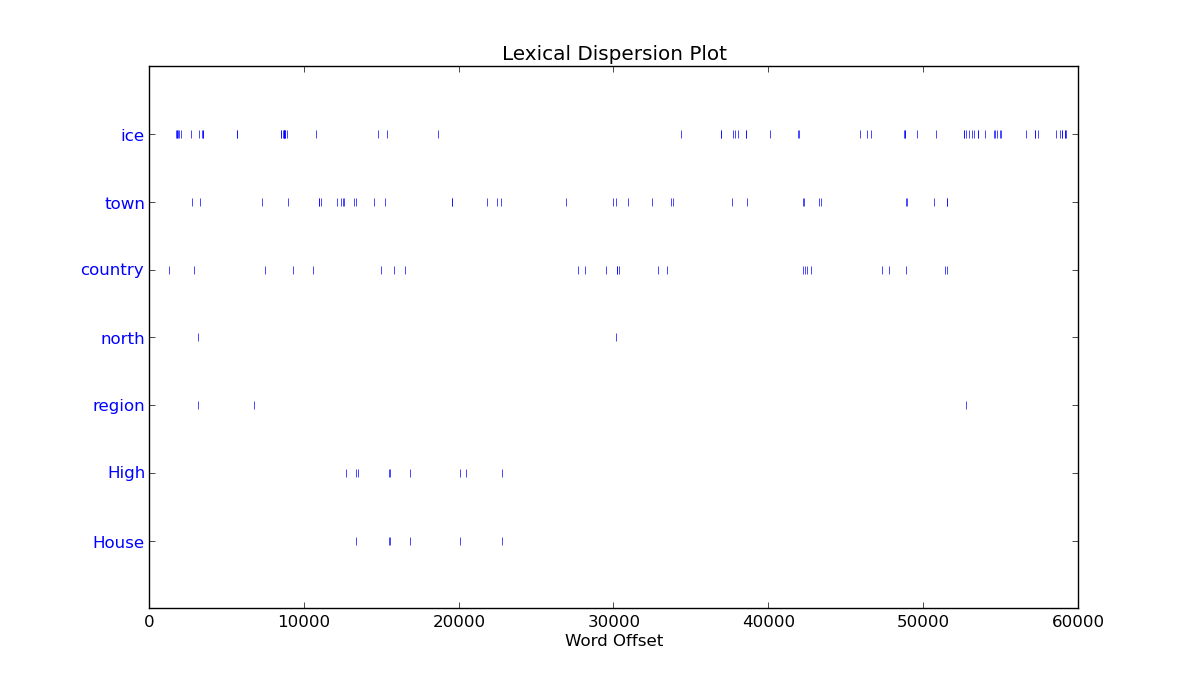 Lexical Dispersion Plot
ice
town
country
north
region
High
House
0 10000 20000 30000 40000 50000 60000
Word Offset